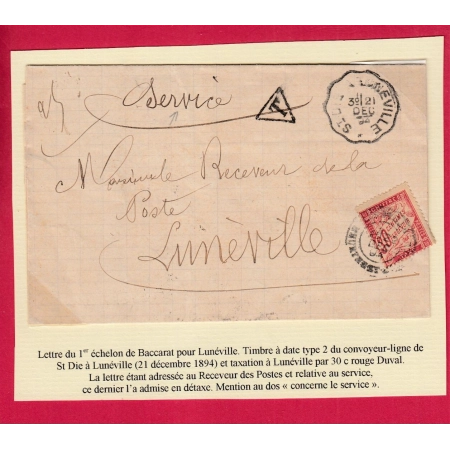 Service
T
LUNÉVILLE
3º 21
DEC
ST D
Monsieur le Receveur de la
Poste
Lunéville
30
Lettre du 1er échelon de Baccarat pour Lunéville. Timbre à date type 2 du convoyeur-ligne de
St Die à Lunéville (21 décembre 1894) et taxation à Lunéville par 30 c rouge Duval.
La lettre étant adressée au Receveur des Postes et relative au service,
ce dernier l'a admise en détaxe. Mention au dos « concerne le service ».